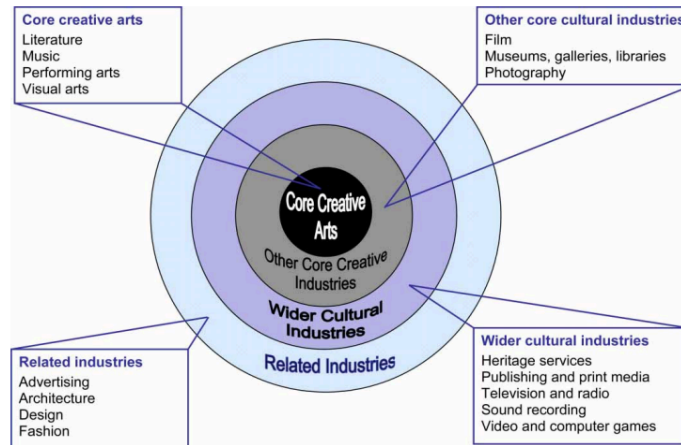 Core creative arts
Literature
Music
Performing arts
Visual arts
Other core cultural industries
Film
Museums, galleries, libraries
Photography
Core Creative
Arts
Other Core Creative
Industries
Wider Cultural
Industries
Related Industries
Related industries
Advertising
Architecture
Design
Fashion
Wider cultural industries
Heritage services
Publishing and print media
Television and radio
Sound recording
Video and computer games